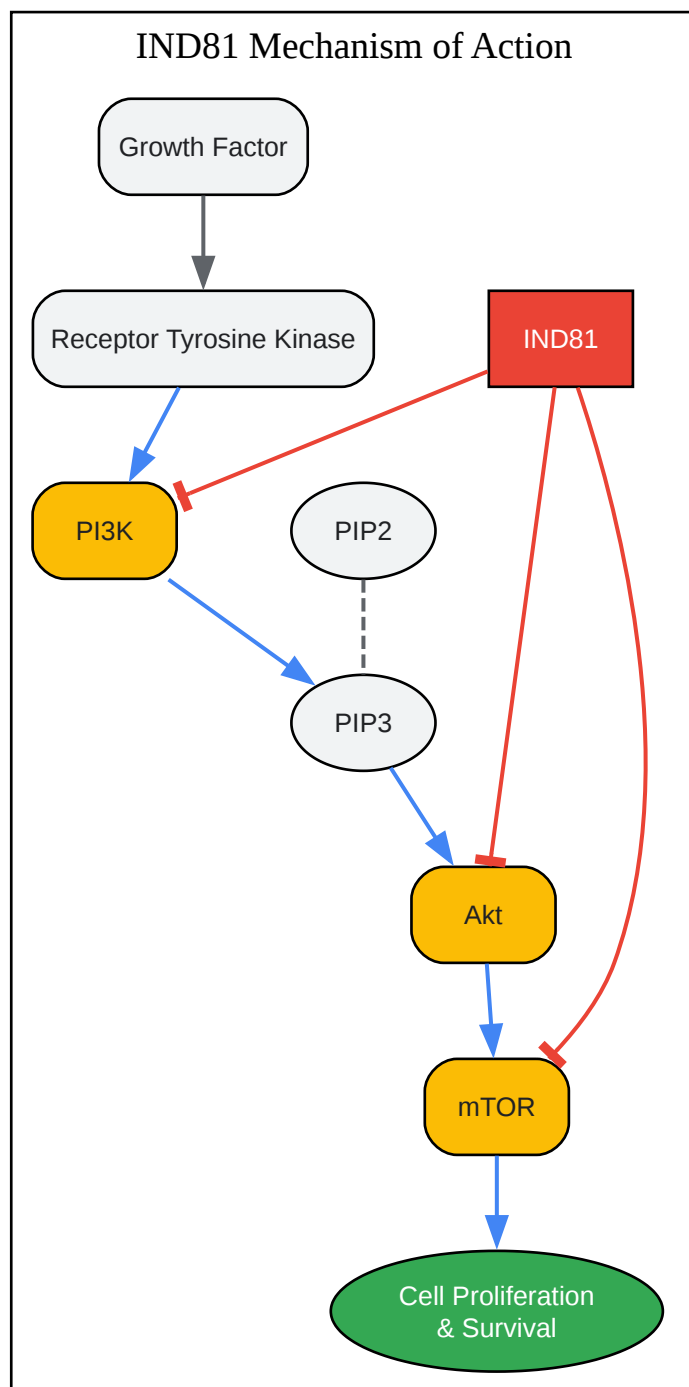 IND81 Mechanism of Action
Growth Factor
Receptor Tyrosine Kinase
IND81
PI3K
PIP2
PIP3
Akt
mTOR
Cell Proliferation
& Survival